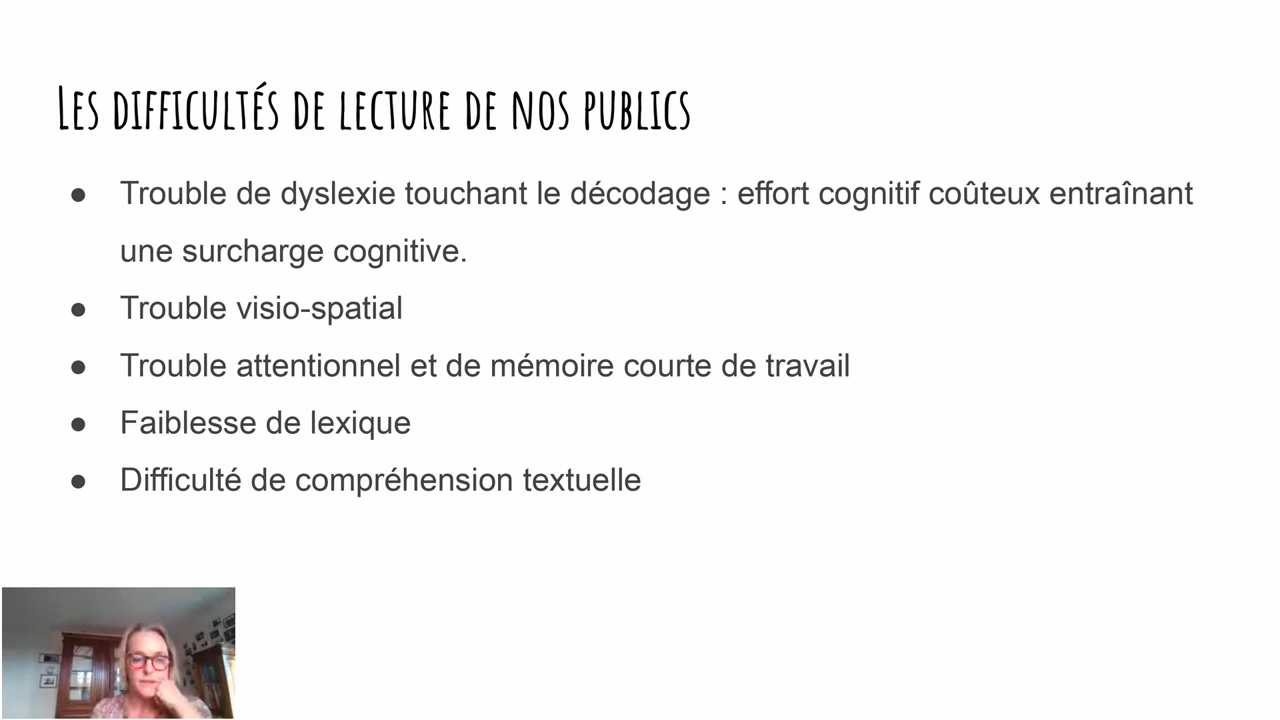 Les difficultés de lecture de nos publics
● Trouble de dyslexie touchant le décodage : effort cognitif coûteux entraînant
une surcharge cognitive.
● Trouble visio-spatial
● Trouble attentionnel et de mémoire courte de travail
● Faiblesse de lexique
● Difficulté de compréhension textuelle